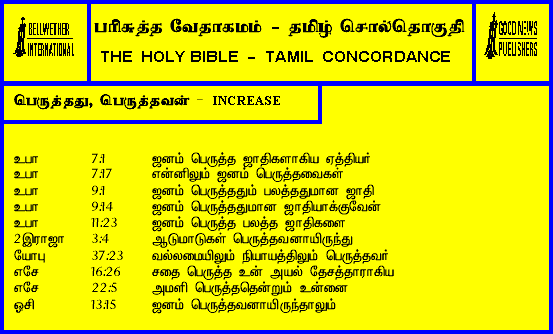 BELLWETHER
INTERNATIONAL
பரிசுத்த வேதாகமம் - தமிழ் சொல்தொகுதி
THE HOLY BIBLE - TAMIL CONCORDANCE
GOOD NEWS
PUBLISHERS
பெருத்தது, பெருத்தவன் - INCREASE
உபா 7:1 ஜனம் பெருத்த ஜாதிகளாகிய ஏத்தியர்
உபா 7:17 என்னிலும் ஜனம் பெருத்தவைகள்
உபா 9:1 ஜனம் பெருத்ததும் பலத்ததுமான ஜாதி
உபா 9:14 ஜனம் பெருத்ததுமான ஜாதியாக்குவேன்
உபா 11:23 ஜனம் பெருத்த பலத்த ஜாதிகளை
2இராஜா 3:4 ஆடுமாடுகள் பெருத்தவனாயிருந்து
யோபு 37:23 வல்லமையிலும் நியாயத்திலும் பெருத்தவர்
எசே 16:26 சதை பெருத்த உன் அயல் தேசத்தாராகிய
எசே 22:5 அமளி பெருத்ததென்றும் உன்னை
ஓசி 13:15 ஜனம் பெருத்தவனாயிருந்தாலும்